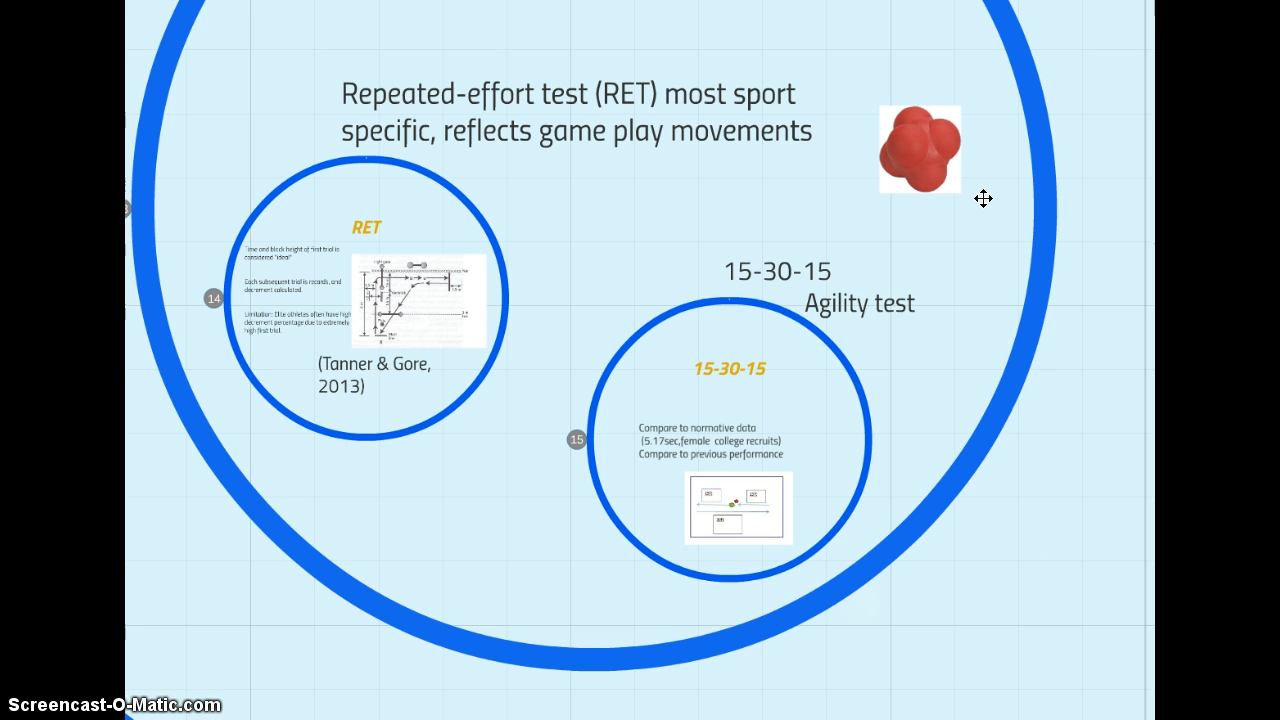 Repeated-effort test (RET) most sport
specific, reflects game play movements
RET
Time and block height of first trial is
considered "ideal"
Each subsequent trial is records, and
decrement calculated.
Limitation: Elite athletes often have high
decrement percentage due to extremely
high first trial.
(Tanner & Gore,
2013)
14
15-30-15
Agility test
15-30-15
Compare to normative data
(5.17sec,female college recruits)
Compare to previous performance
15
Screencast-O-Matic.com